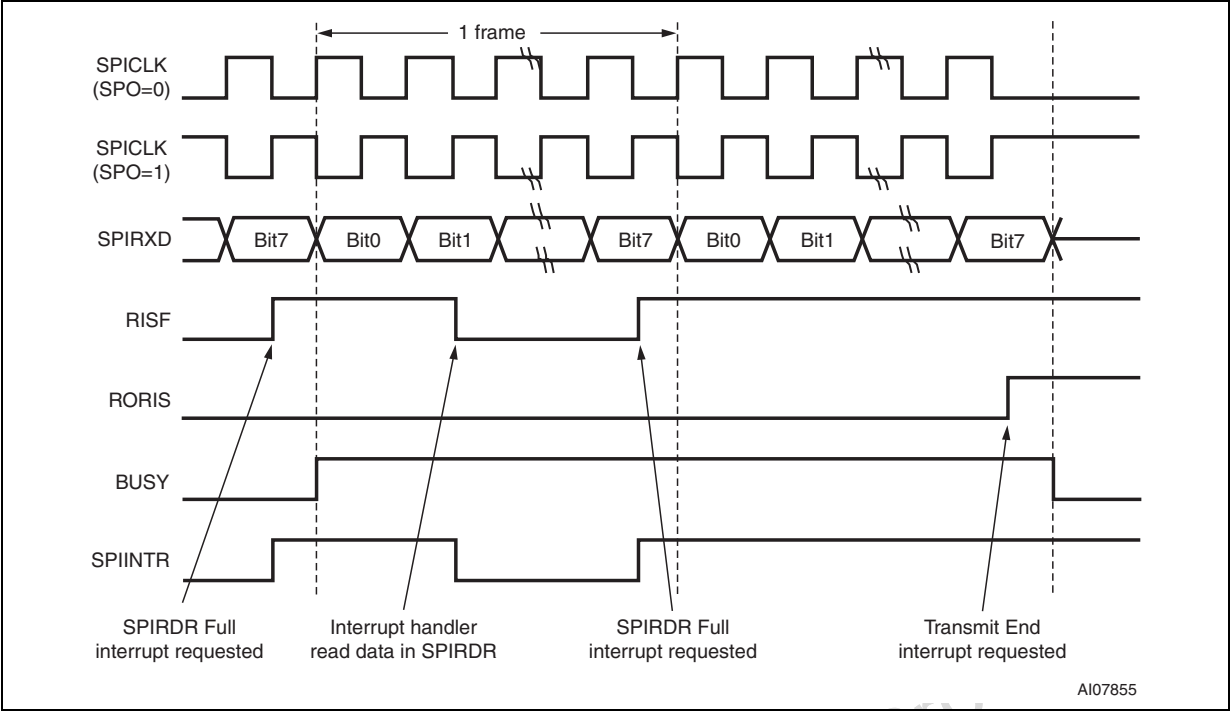 1 frame
SPICLK
(SPO=0)
SPICLK
(SPO=1)
SPIRXD
Bit7
Bit0
Bit1
Bit7
Bit0
Bit1
Bit7
RISF
RORIS
BUSY
SPIINTR
SPIRDR Full
interrupt requested
Interrupt handler
read data in SPIRDR
SPIRDR Full
interrupt requested
Transmit End
interrupt requested
AI07855